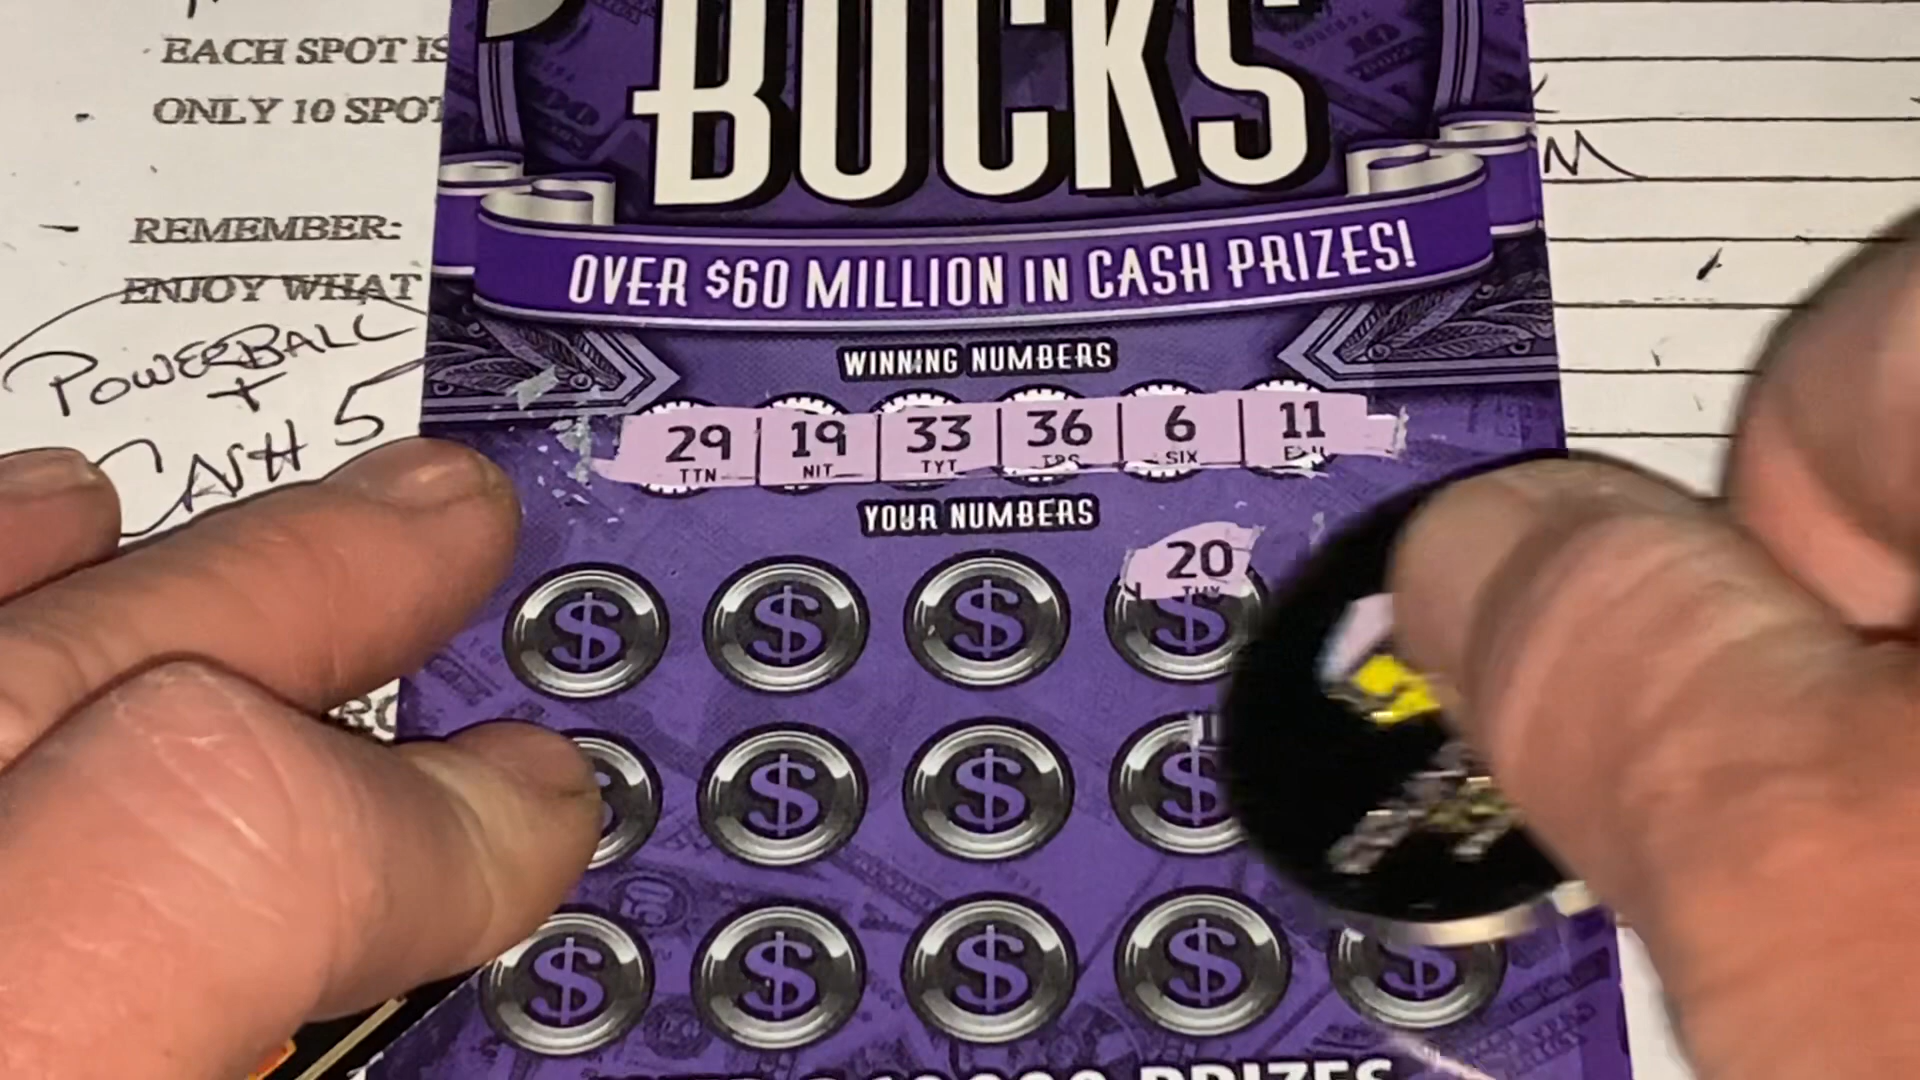 EACH SPOT IS
ONLY 10 SPOT
REMEMBER:
ENJOY WHAT
POWERBALL
+
CASH 5
BUCKS
OVER $60 MILLION IN CASH PRIZES!
WINNING NUMBERS
29 19 33 36 6 11
TTN NIT TYT SIX
YOUR NUMBERS
20
$ $ $ $
$ $ $ $
$ $ $ $ $
PRIZES
M